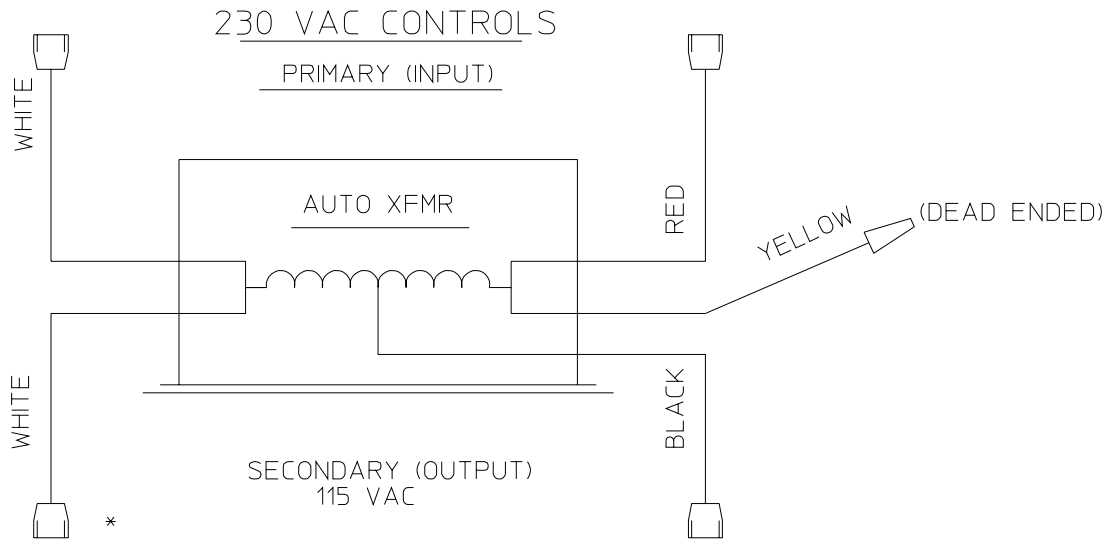 230 VAC CONTROLS
PRIMARY (INPUT)
WHITE
RED
AUTO XFMR
YELLOW
(DEAD ENDED)
WHITE
BLACK
SECONDARY (OUTPUT)
115 VAC
*